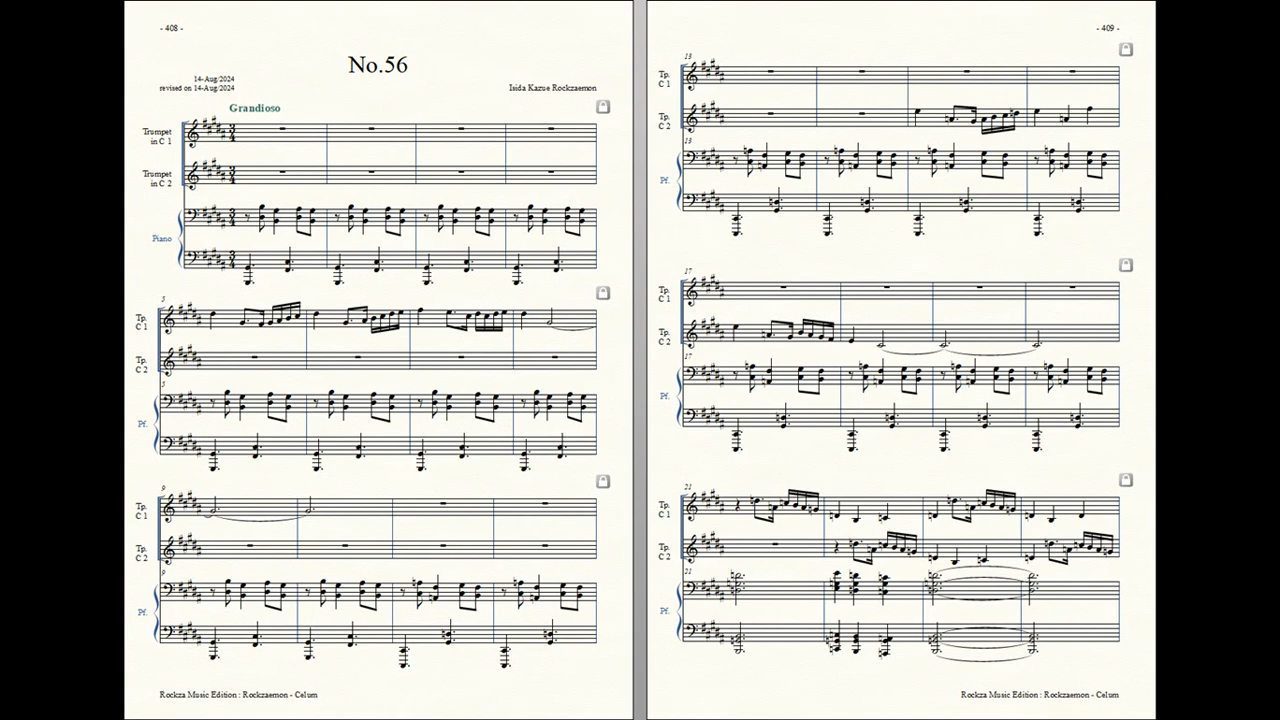 - 408 -
No.56
14-Aug/2024
revised on 14-Aug/2024
Isida Kazue Rockzaemon
Grandioso
Trumpet
in C 1
Trumpet
in C 2
Piano
5
Tp.
C 1
Tp.
C 2
5
Pf.
9
Tp.
C 1
Tp.
C 2
9
Pf.
Rockza Music Edition : Rockzaemon - Celum
- 409 -
13
Tp.
C 1
Tp.
C 2
13
Pf.
17
Tp.
C 1
Tp.
C 2
17
Pf.
21
Tp.
C 1
Tp.
C 2
21
Pf.
Rockza Music Edition : Rockzaemon - Celum